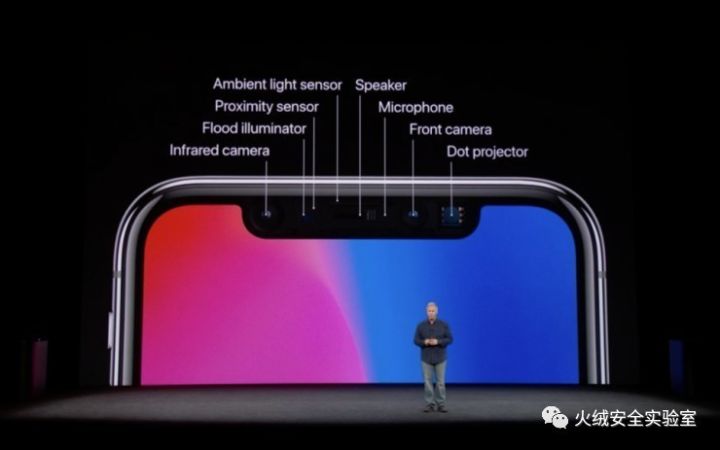 Ambient light sensor Speaker
Proximity sensor Microphone
Flood illuminator Front camera
Infrared camera Dot projector
火绒安全实验室